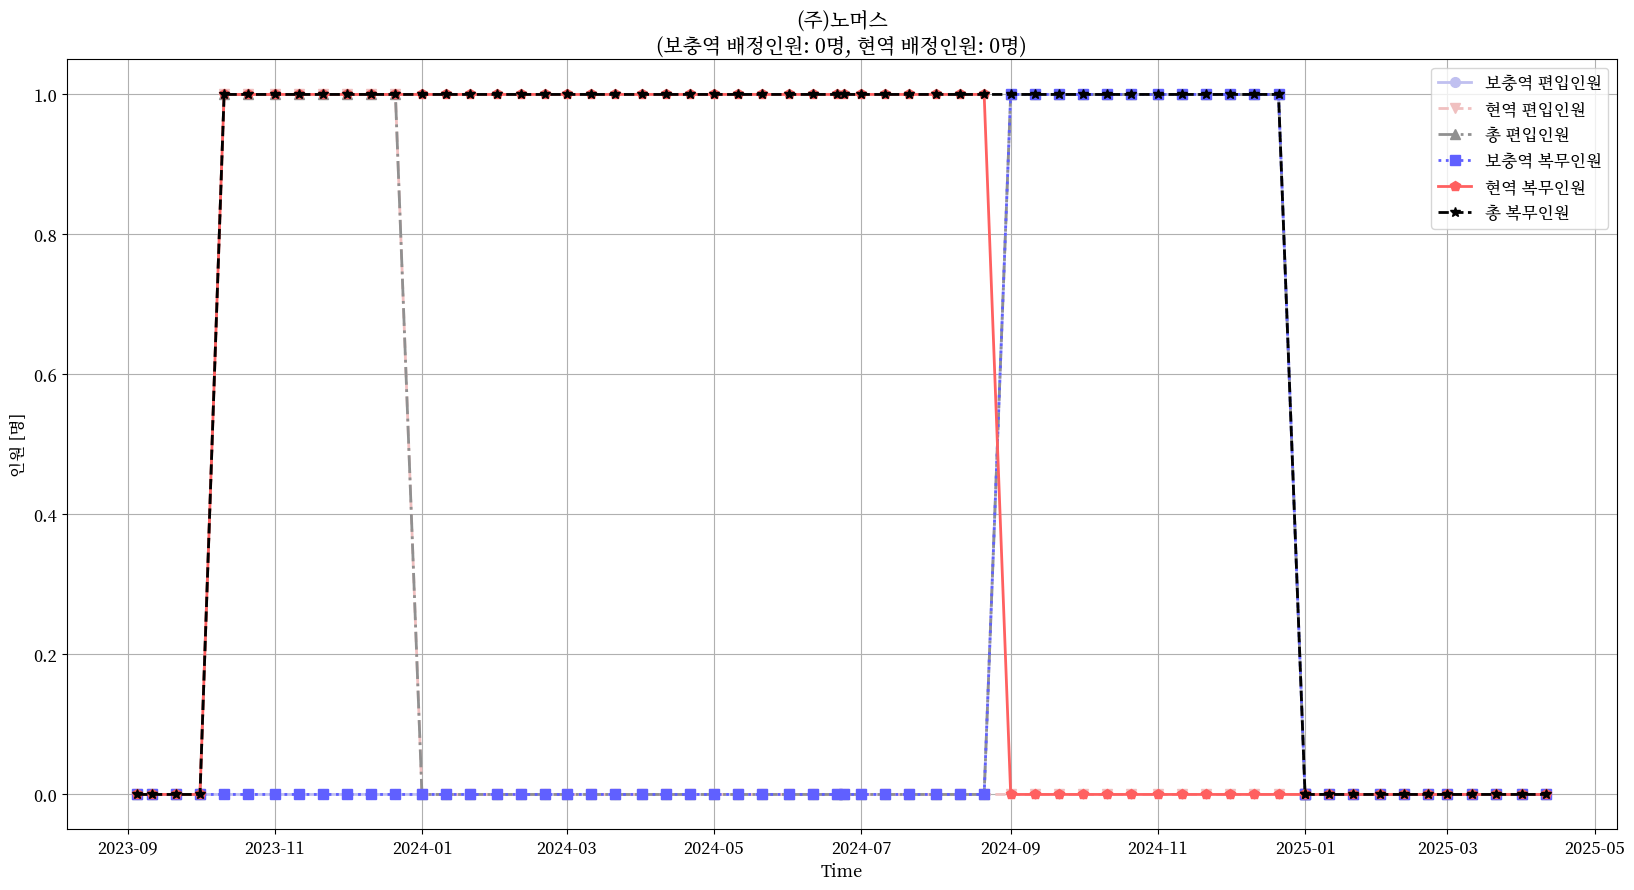 (주)노머스
(보충역 배정인원: 0명, 현역 배정인원: 0명)
보충역 편입인원
현역 편입인원
총 편입인원
보충역 복무인원
현역 복무인원
총 복무인원
1.0
0.8
0.6
0.4
0.2
0.0
인원 [명]
2023-09
2023-11
2024-01
2024-03
2024-05
2024-07
2024-09
2024-11
2025-01
2025-03
2025-05
Time